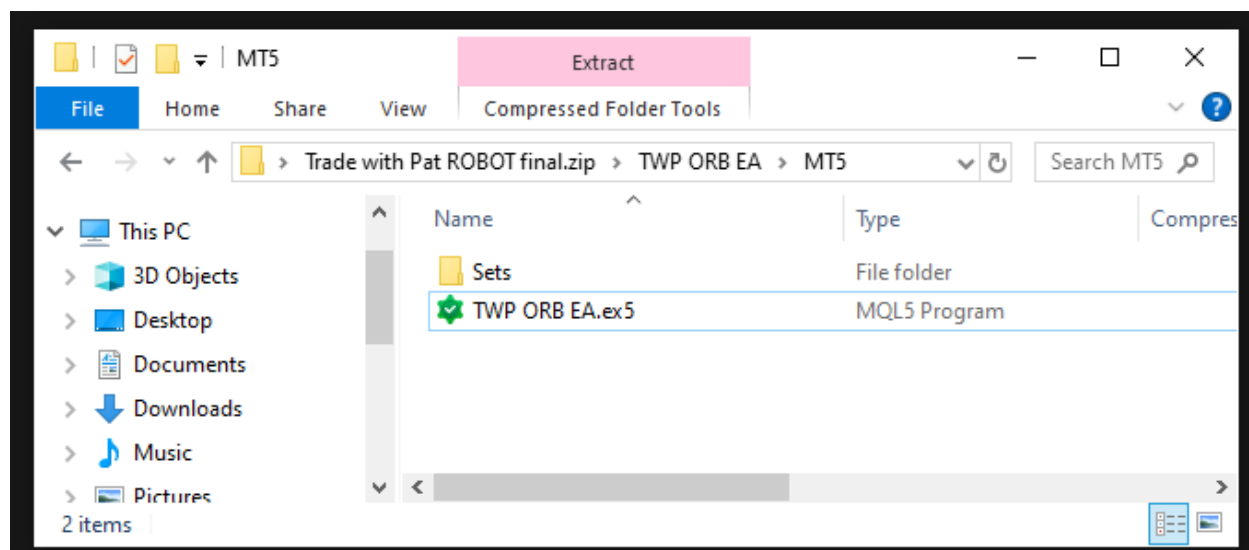 MT5
Extract
File Home Share View Compressed Folder Tools
Trade with Pat ROBOT final.zip TWP ORB EA MT5 Search MT5
Name Type Compres
This PC
3D Objects
Desktop
Documents
Downloads
Music
Pictures
Sets File folder
TWP ORB EA.ex5 MQL5 Program
2 items